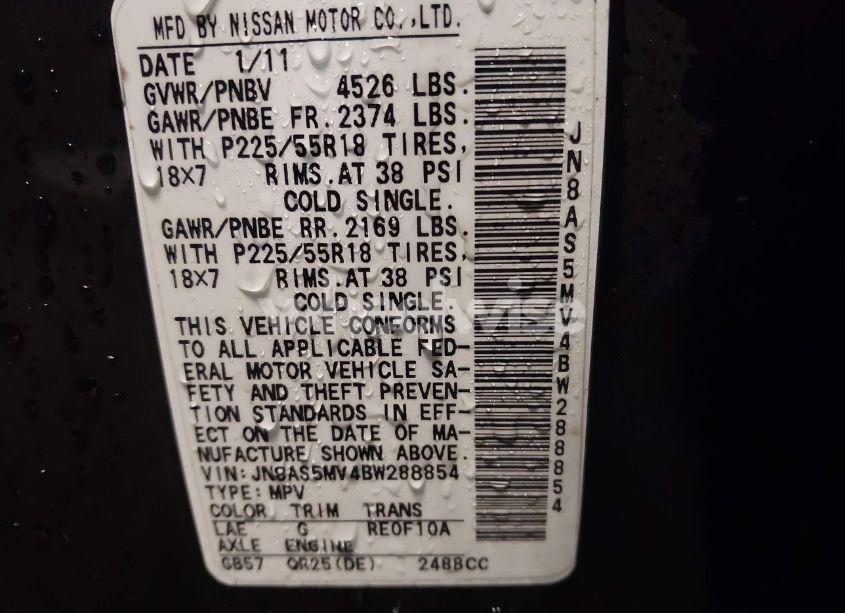 MFD BY NISSAN MOTOR CO.,LTD.
DATE 1/11
GVWR/PNBV 4526 LBS.
GAWR/PNBE FR.2374 LBS.
WITH P225/55R18 TIRES,
18×7 RIMS.AT 38 PSI
COLD SINGLE.
GAWR/PNBE RR.2169 LBS.
WITH P225/55R18 TIRES,
18×7 RIMS.AT 38 PSI
COLD SINGLE.
THIS VEHICLE CONFORMS
TO ALL APPLICABLE FED-
ERAL MOTOR VEHICLE SA-
FETY AND THEFT PREVEN-
TION STANDARDS IN EFF-
ECT ON THE DATE OF MA-
NUFACTURE SHOWN ABOVE.
VIN:JN8AS5MV4BW288854
TYPE:MPV
COLOR TRIM TRANS
LAE G RE0F10A
AXLE ENGINE
GB57 QR25(DE) 2488CC
JN8AS5MV4BW288854